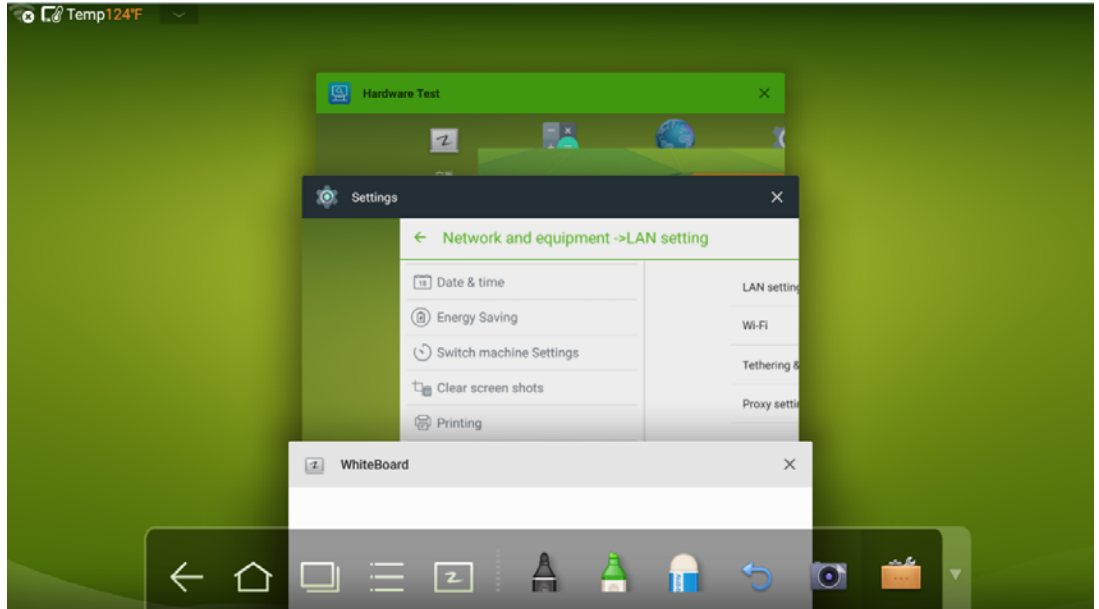 Temp124°F
Hardware Test
Settings
Network and equipment ->LAN setting
Date & time
Energy Saving
Switch machine Settings
Clear screen shots
Printing
LAN setting
Wi-Fi
Tethering &
Proxy settin
WhiteBoard